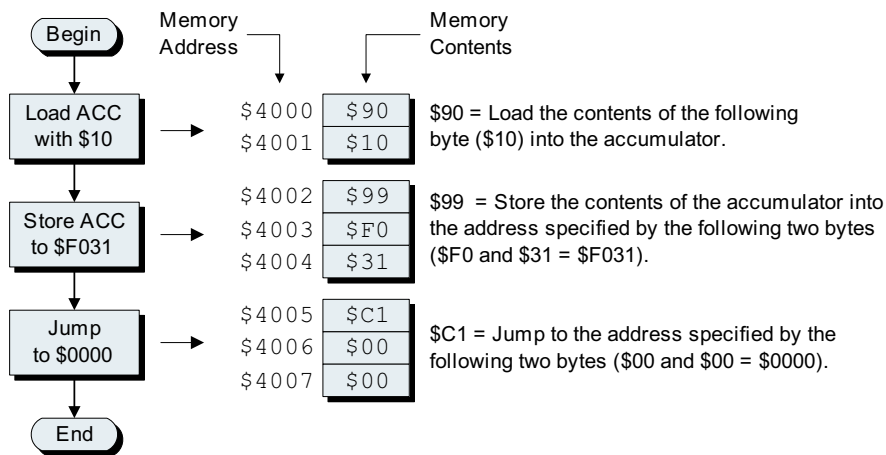 Begin
Memory
Address
Memory
Contents
Load ACC
with $10
$4000 $90
$4001 $10
$90 = Load the contents of the following
byte ($10) into the accumulator.
Store ACC
to $F031
$4002 $99
$4003 $F0
$4004 $31
$99 = Store the contents of the accumulator into
the address specified by the following two bytes
($F0 and $31 = $F031).
Jump
to $0000
$4005 $C1
$4006 $00
$4007 $00
$C1 = Jump to the address specified by the
following two bytes ($00 and $00 = $0000).
End